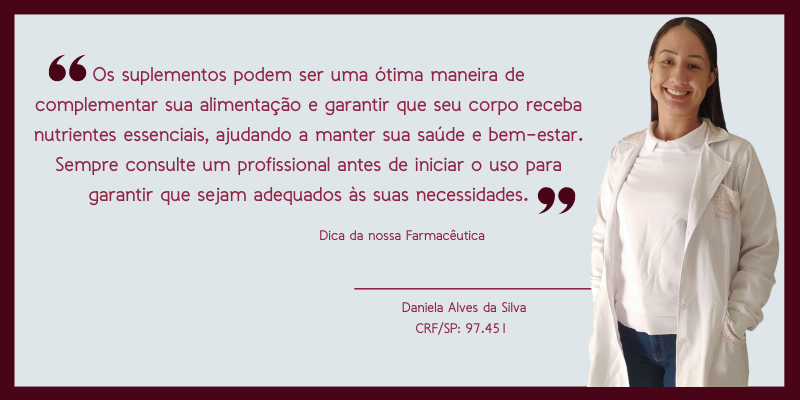 ❝ Os suplementos podem ser uma ótima maneira de
complementar sua alimentação e garantir que seu corpo receba
nutrientes essenciais, ajudando a manter sua saúde e bem-estar.
Sempre consulte um profissional antes de iniciar o uso para
garantir que sejam adequados às suas necessidades. ❞
Dica da nossa Farmacêutica
Daniela Alves da Silva
CRF/SP: 97.451